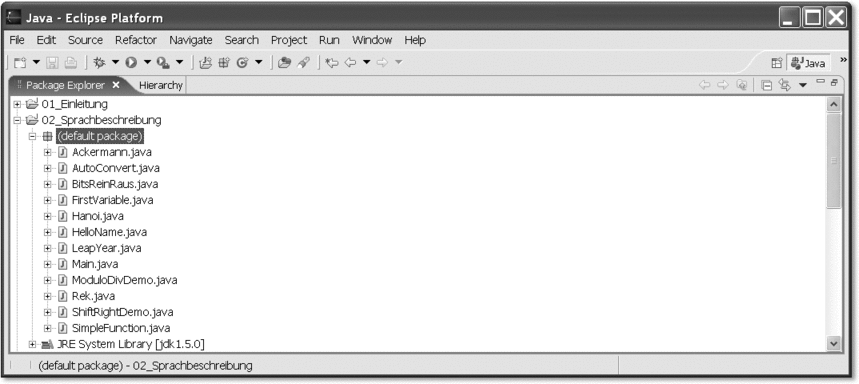 Java - Eclipse Platform
File Edit Source Refactor Navigate Search Project Run Window Help
Java »
Package Explorer Hierarchy
01_Einleitung
02_Sprachbeschreibung
(default package)
Ackermann.java
AutoConvert.java
BitsReinRaus.java
FirstVariable.java
Hanoi.java
HelloName.java
LeapYear.java
Main.java
ModuloDivDemo.java
Rek.java
ShiftRightDemo.java
SimpleFunction.java
JRE System Library [jdk1.5.0]
(default package) - 02_Sprachbeschreibung